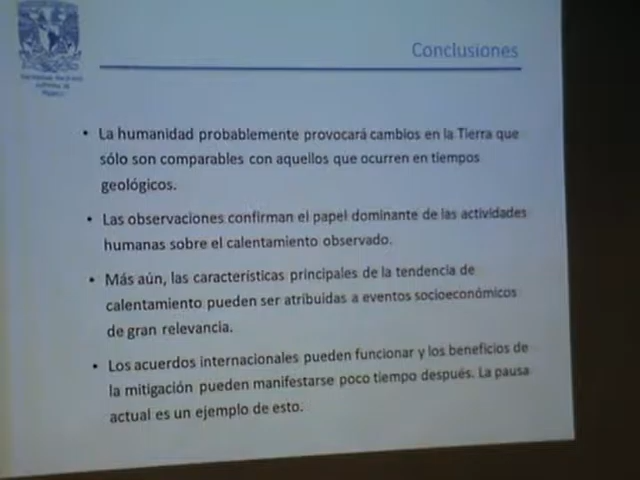 Conclusiones
• La humanidad probablemente provocará cambios en la Tierra que
sólo son comparables con aquellos que ocurren en tiempos
geológicos.
• Las observaciones confirman el papel dominante de las actividades
humanas sobre el calentamiento observado.
• Más aún, las características principales de la tendencia de
calentamiento pueden ser atribuidas a eventos socioeconómicos
de gran relevancia.
• Los acuerdos internacionales pueden funcionar y los beneficios de
la mitigación pueden manifestarse poco tiempo después. La pausa
actual es un ejemplo de esto.